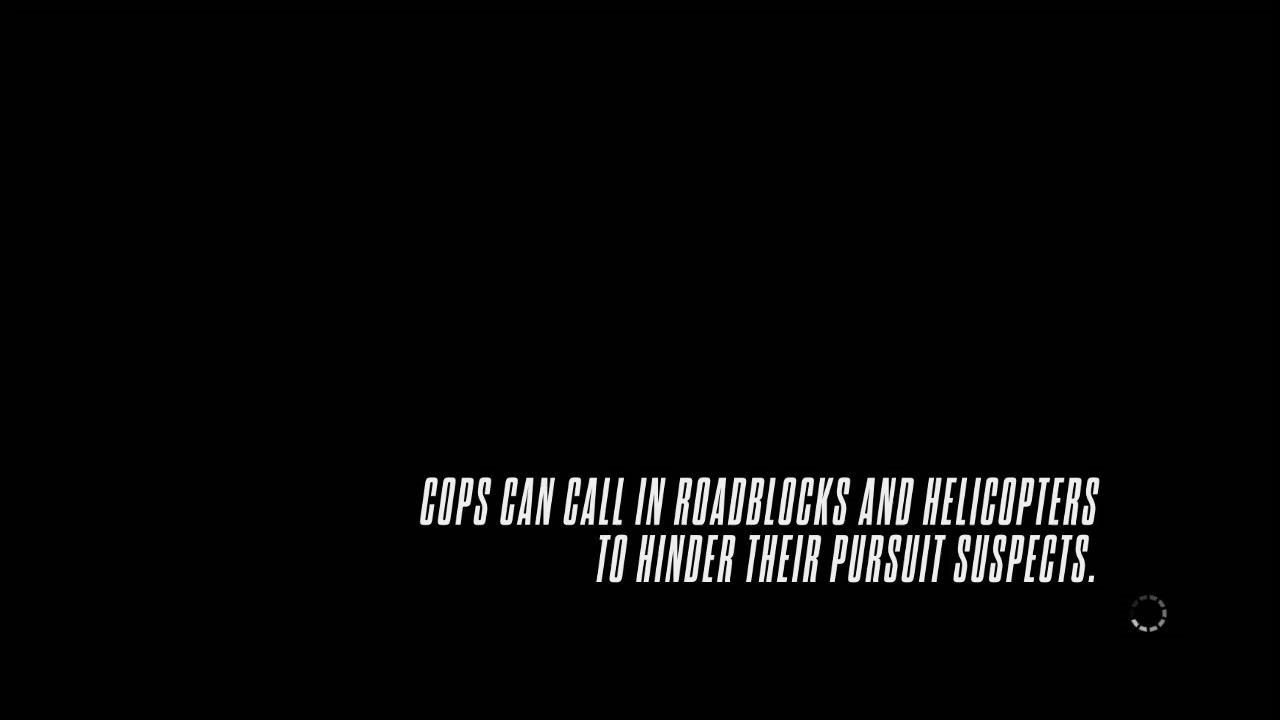 COPS CAN CALL IN ROADBLOCKS AND HELICOPTERS
TO HINDER THEIR PURSUIT SUSPECTS.